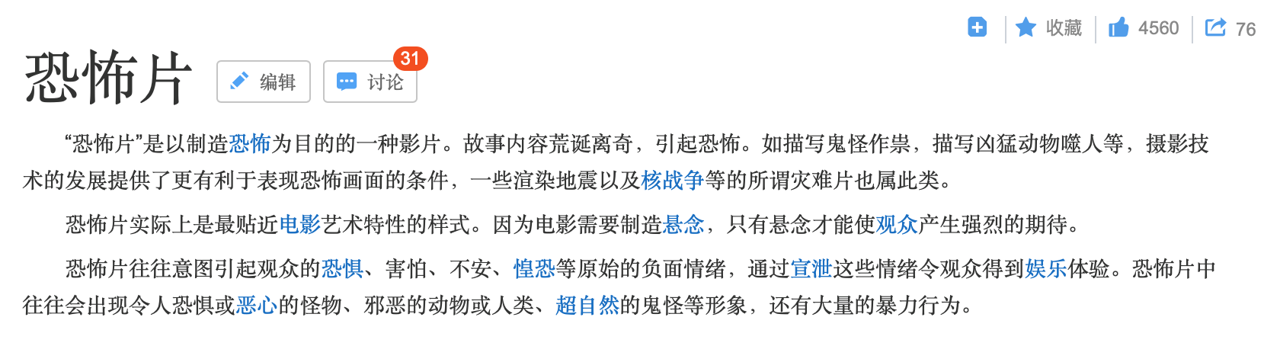 收藏 4560 76
恐怖片 编辑 讨论 31
“恐怖片”是以制造恐怖为目的的一种影片。故事内容荒诞离奇，引起恐怖。如描写鬼怪作祟，描写凶猛动物噬人等，摄影技
术的发展提供了更有利于表现恐怖画面的条件，一些渲染地震以及核战争等的所谓灾难片也属此类。
恐怖片实际上是最贴近电影艺术特性的样式。因为电影需要制造悬念，只有悬念才能使观众产生强烈的期待。
恐怖片往往意图引起观众的恐惧、害怕、不安、惶恐等原始的负面情绪，通过宣泄这些情绪令观众得到娱乐体验。恐怖片中
往往会出现令人恐惧或恶心的怪物、邪恶的动物或人类、超自然的鬼怪等形象，还有大量的暴力行为。